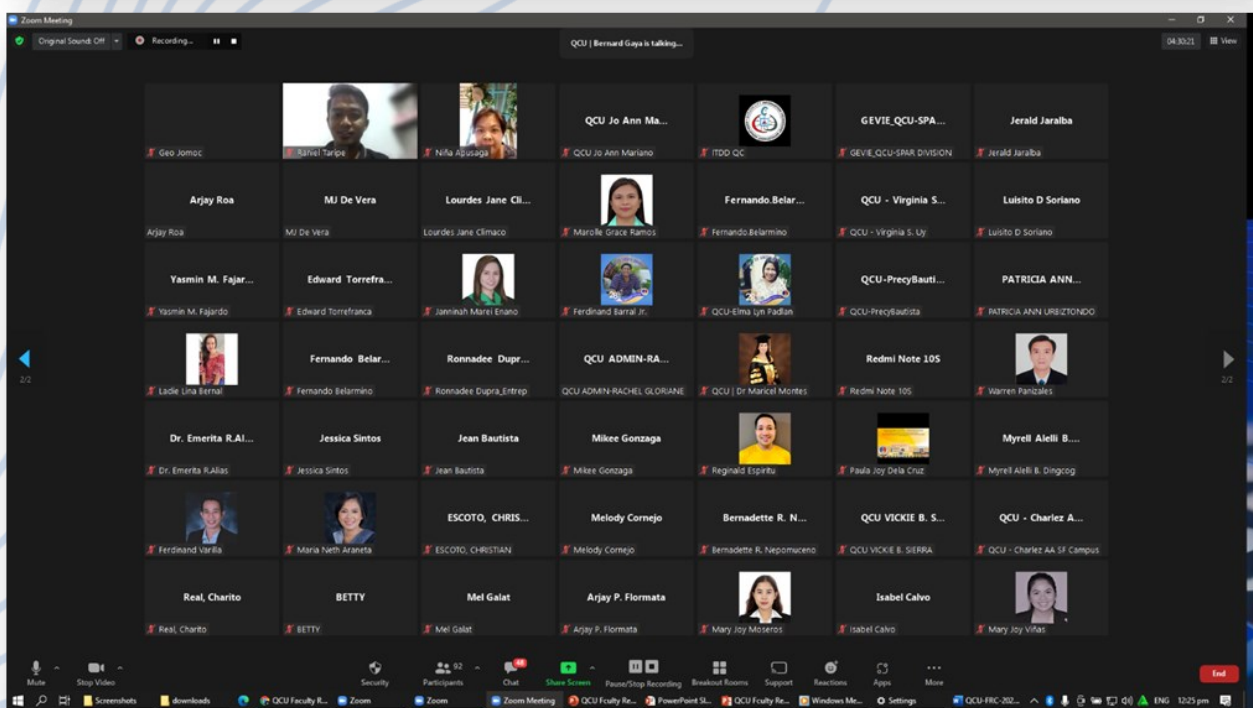 Zoom Meeting
Original Sound: Off
Recording...
QCU | Bernard Gaya is talking...
04:30:21
View
QCU Jo Ann Ma...
GEVIE_QCU-SPA...
Jerald Jaralba
Geo Jomoc
Raniel Taripe
Niña Apusaga
QCU Jo Ann Mariano
ITDD QC
GEVIE_QCU-SPAR DIVISION
Jerald Jaralba
Arjay Roa
MJ De Vera
Lourdes Jane Cli...
Fernando.Belar...
QCU - Virginia S...
Luisito D Soriano
Arjay Roa
MJ De Vera
Lourdes Jane Climaco
Marolle Grace Ramos
Fernando.Belarmino
QCU - Virginia S. Uy
Luisito D Soriano
Yasmin M. Fajar...
Edward Torrefra...
QCU-PrecyBauti...
PATRICIA ANN...
Yasmin M. Fajardo
Edward Torrefranca
Janninah Marei Enano
Ferdinand Barral Jr.
QCU-Elma Lyn Padlan
QCU-PrecyBautista
PATRICIA ANN URBIZTONDO
Fernando Belar...
Ronnadee Dupr...
QCU ADMIN-RA...
Redmi Note 10S
2/2
2/2
Ladie Lina Bernal
Fernando Belarmino
Ronnadee Dupra_Entrep
QCU ADMIN-RACHEL GLORIANE
QCU | Dr Maricel Montes
Redmi Note 10S
Warren Panizales
Dr. Emerita R.Al...
Jessica Sintos
Jean Bautista
Mikee Gonzaga
Myrell Alelli B....
Dr. Emerita R.Alias
Jessica Sintos
Jean Bautista
Mikee Gonzaga
Reginald Espiritu
Paula Joy Dela Cruz
Myrell Alelli B. Dingcog
ESCOTO, CHRIS...
Melody Cornejo
Bernadette R. N...
QCU VICKIE B. S...
QCU - Charlez A...
Ferdinand Varilla
Maria Neth Araneta
ESCOTO, CHRISTIAN
Melody Cornejo
Bernadette R. Nepomuceno
QCU VICKIE B. SIERRA
QCU - Charlez AA SF Campus
Real, Charito
BETTY
Mel Galat
Arjay P. Flormata
Isabel Calvo
Real, Charito
BETTY
Mel Galat
Arjay P. Flormata
Mary Joy Moseros
Isabel Calvo
Mary Joy Viñas
92
48
Mute
Stop Video
Security
Participants
Chat
Share Screen
Pause/Stop Recording
Breakout Rooms
Support
Reactions
Apps
More
End
Screenshots
downloads
QCU Faculty R...
Zoom
Zoom
Zoom Meeting
QCU Fculty Re...
PowerPoint Sl...
QCU Fculty Re...
Windows Me...
Settings
QCU-FRC-202...
ENG
12:25 pm